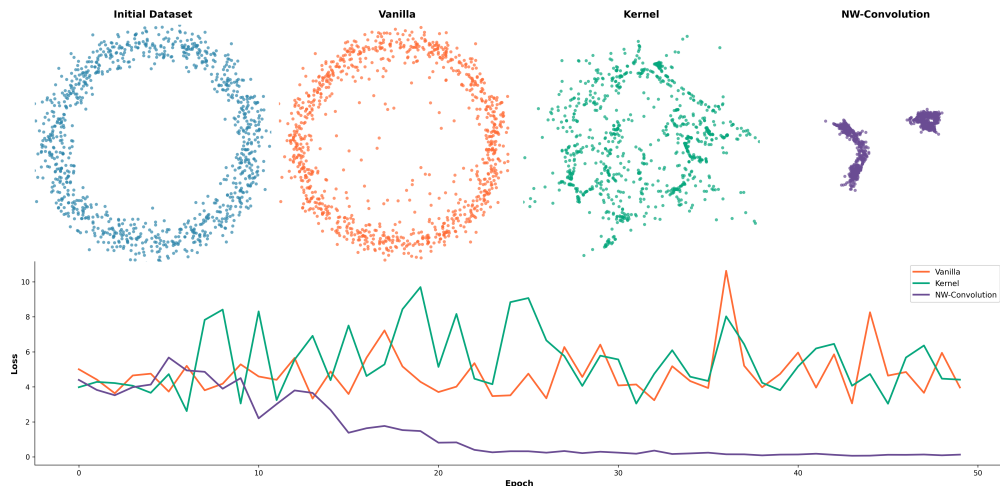 Initial Dataset
Vanilla
Kernel
NW-Convolution
10
8
6
4
2
0
Loss
Vanilla
Kernel
NW-Convolution
0
10
20
30
40
50
Epoch